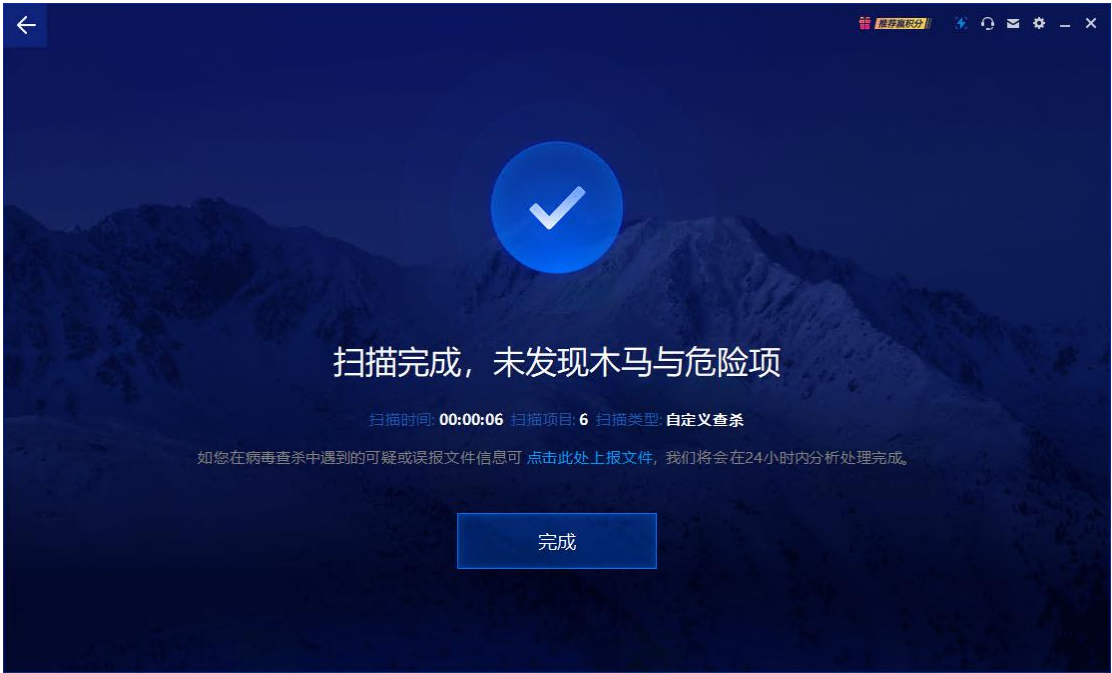 推荐赢积分
扫描完成，未发现木马与危险项
扫描时间: 00:00:06 扫描项目: 6 扫描类型: 自定义查杀
如您在病毒查杀中遇到的可疑或误报文件信息可 点击此处上报文件, 我们将会在24小时内分析处理完成。
完成